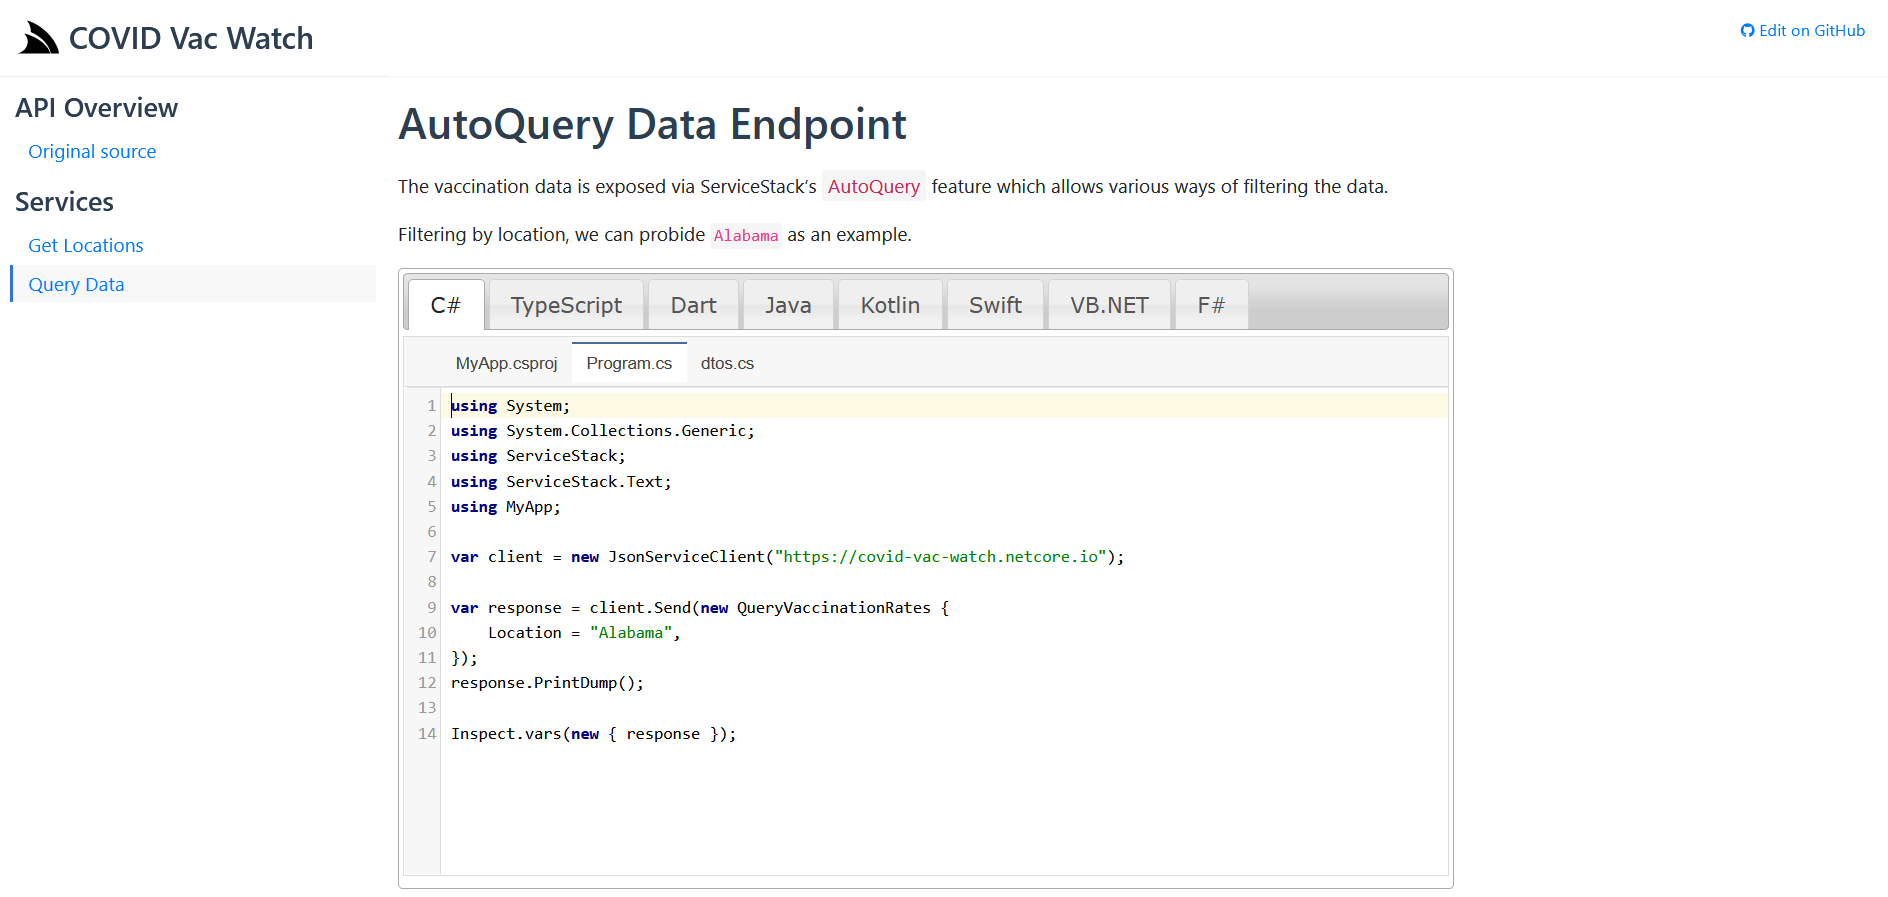 COVID Vac Watch
Edit on GitHub
API Overview
Original source
Services
Get Locations
Query Data
AutoQuery Data Endpoint
The vaccination data is exposed via ServiceStack’s AutoQuery feature which allows various ways of filtering the data.
Filtering by location, we can probide Alabama as an example.
C# TypeScript Dart Java Kotlin Swift VB.NET F#
MyApp.csproj Program.cs dtos.cs
1 using System;
2 using System.Collections.Generic;
3 using ServiceStack;
4 using ServiceStack.Text;
5 using MyApp;
6
7 var client = new JsonServiceClient("https://covid-vac-watch.netcore.io");
8
9 var response = client.Send(new QueryVaccinationRates {
10     Location = "Alabama",
11 });
12 response.PrintDump();
13
14 Inspect.vars(new { response });